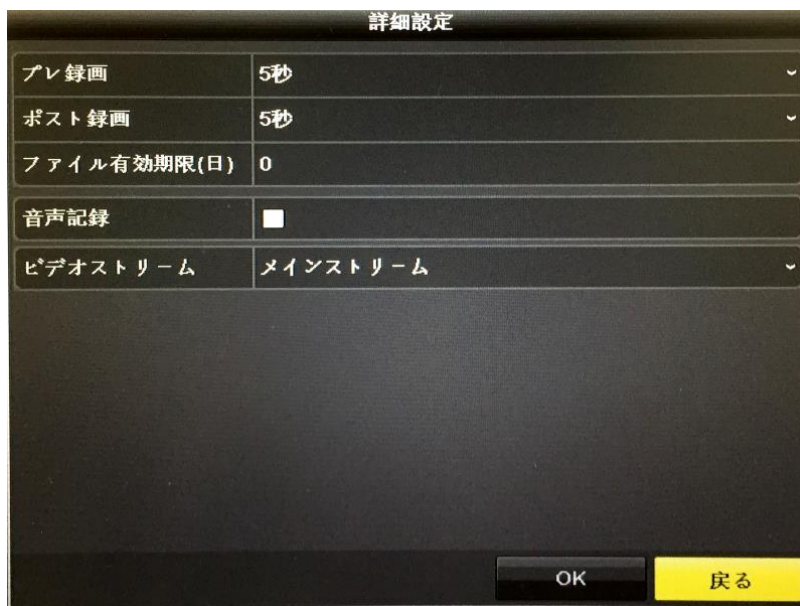 詳細設定
プレ録画 5秒
ポスト録画 5秒
ファイル有効期限(日) 0
音声記録
ビデオストリーム メインストリーム
OK 戻る